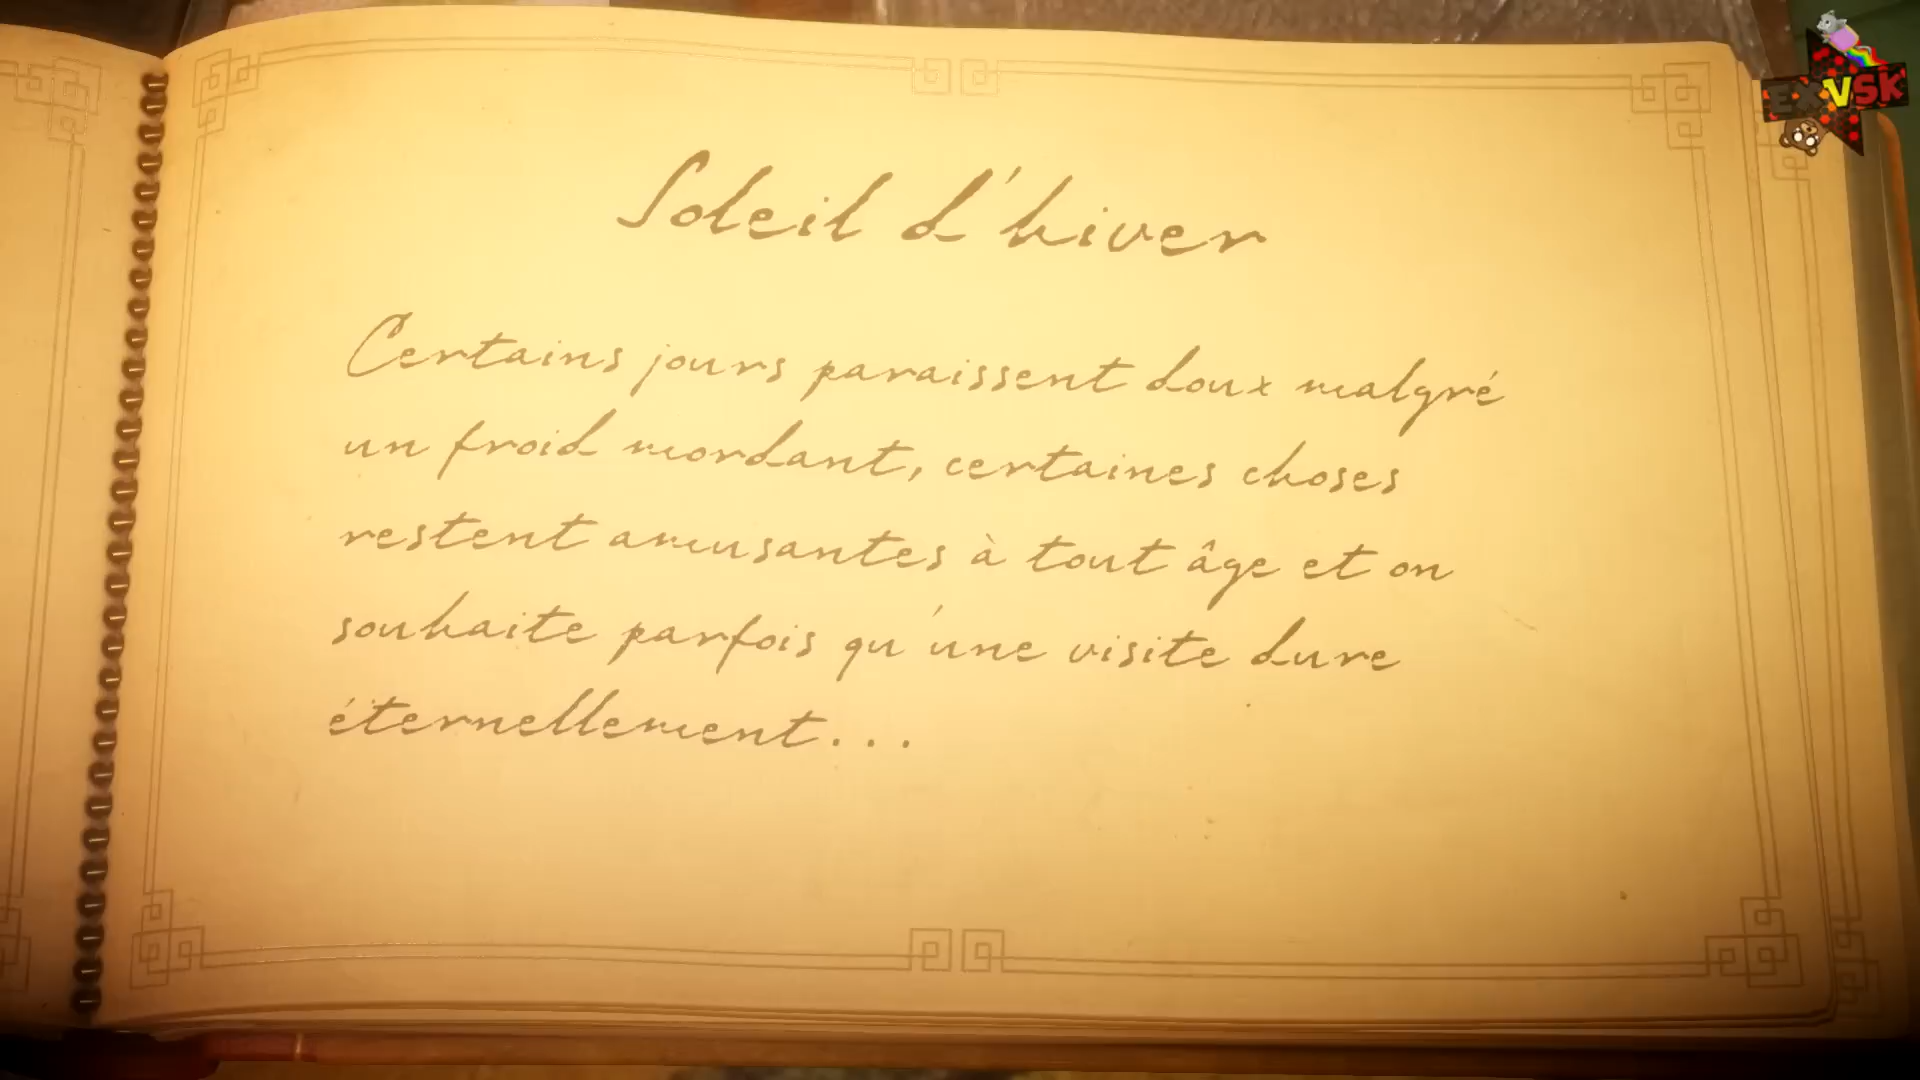 EXVSK
Soleil d'hiver
Certains jours paraissent doux malgré
un froid mordant, certaines choses
restent amusantes à tout âge et on
souhaite parfois qu'une visite dure
éternellement...